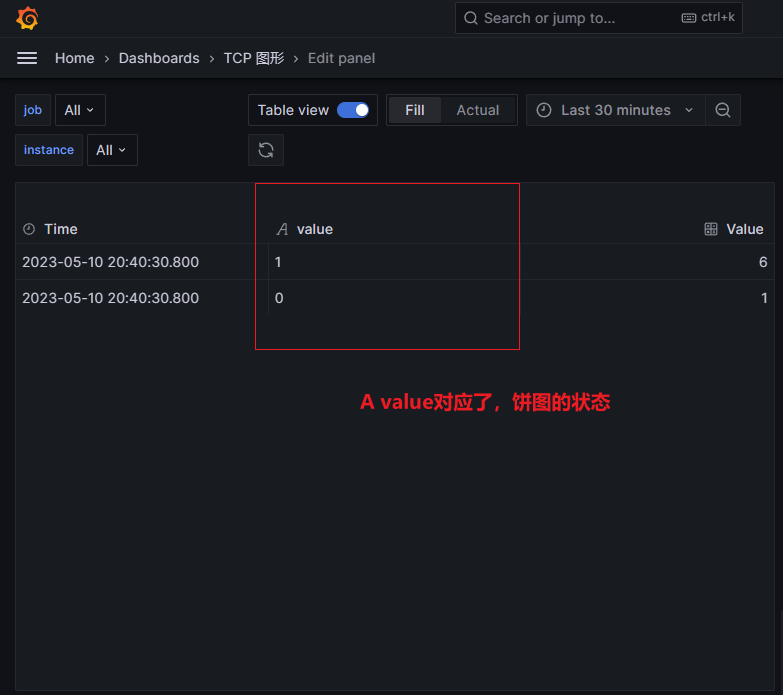 Search or jump to... ctrl+k
Home › Dashboards › TCP 图形 › Edit panel
job All Table view Fill Actual Last 30 minutes
instance All
Time A value Value
2023-05-10 20:40:30.800 1 6
2023-05-10 20:40:30.800 0 1
A value对应了，饼图的状态